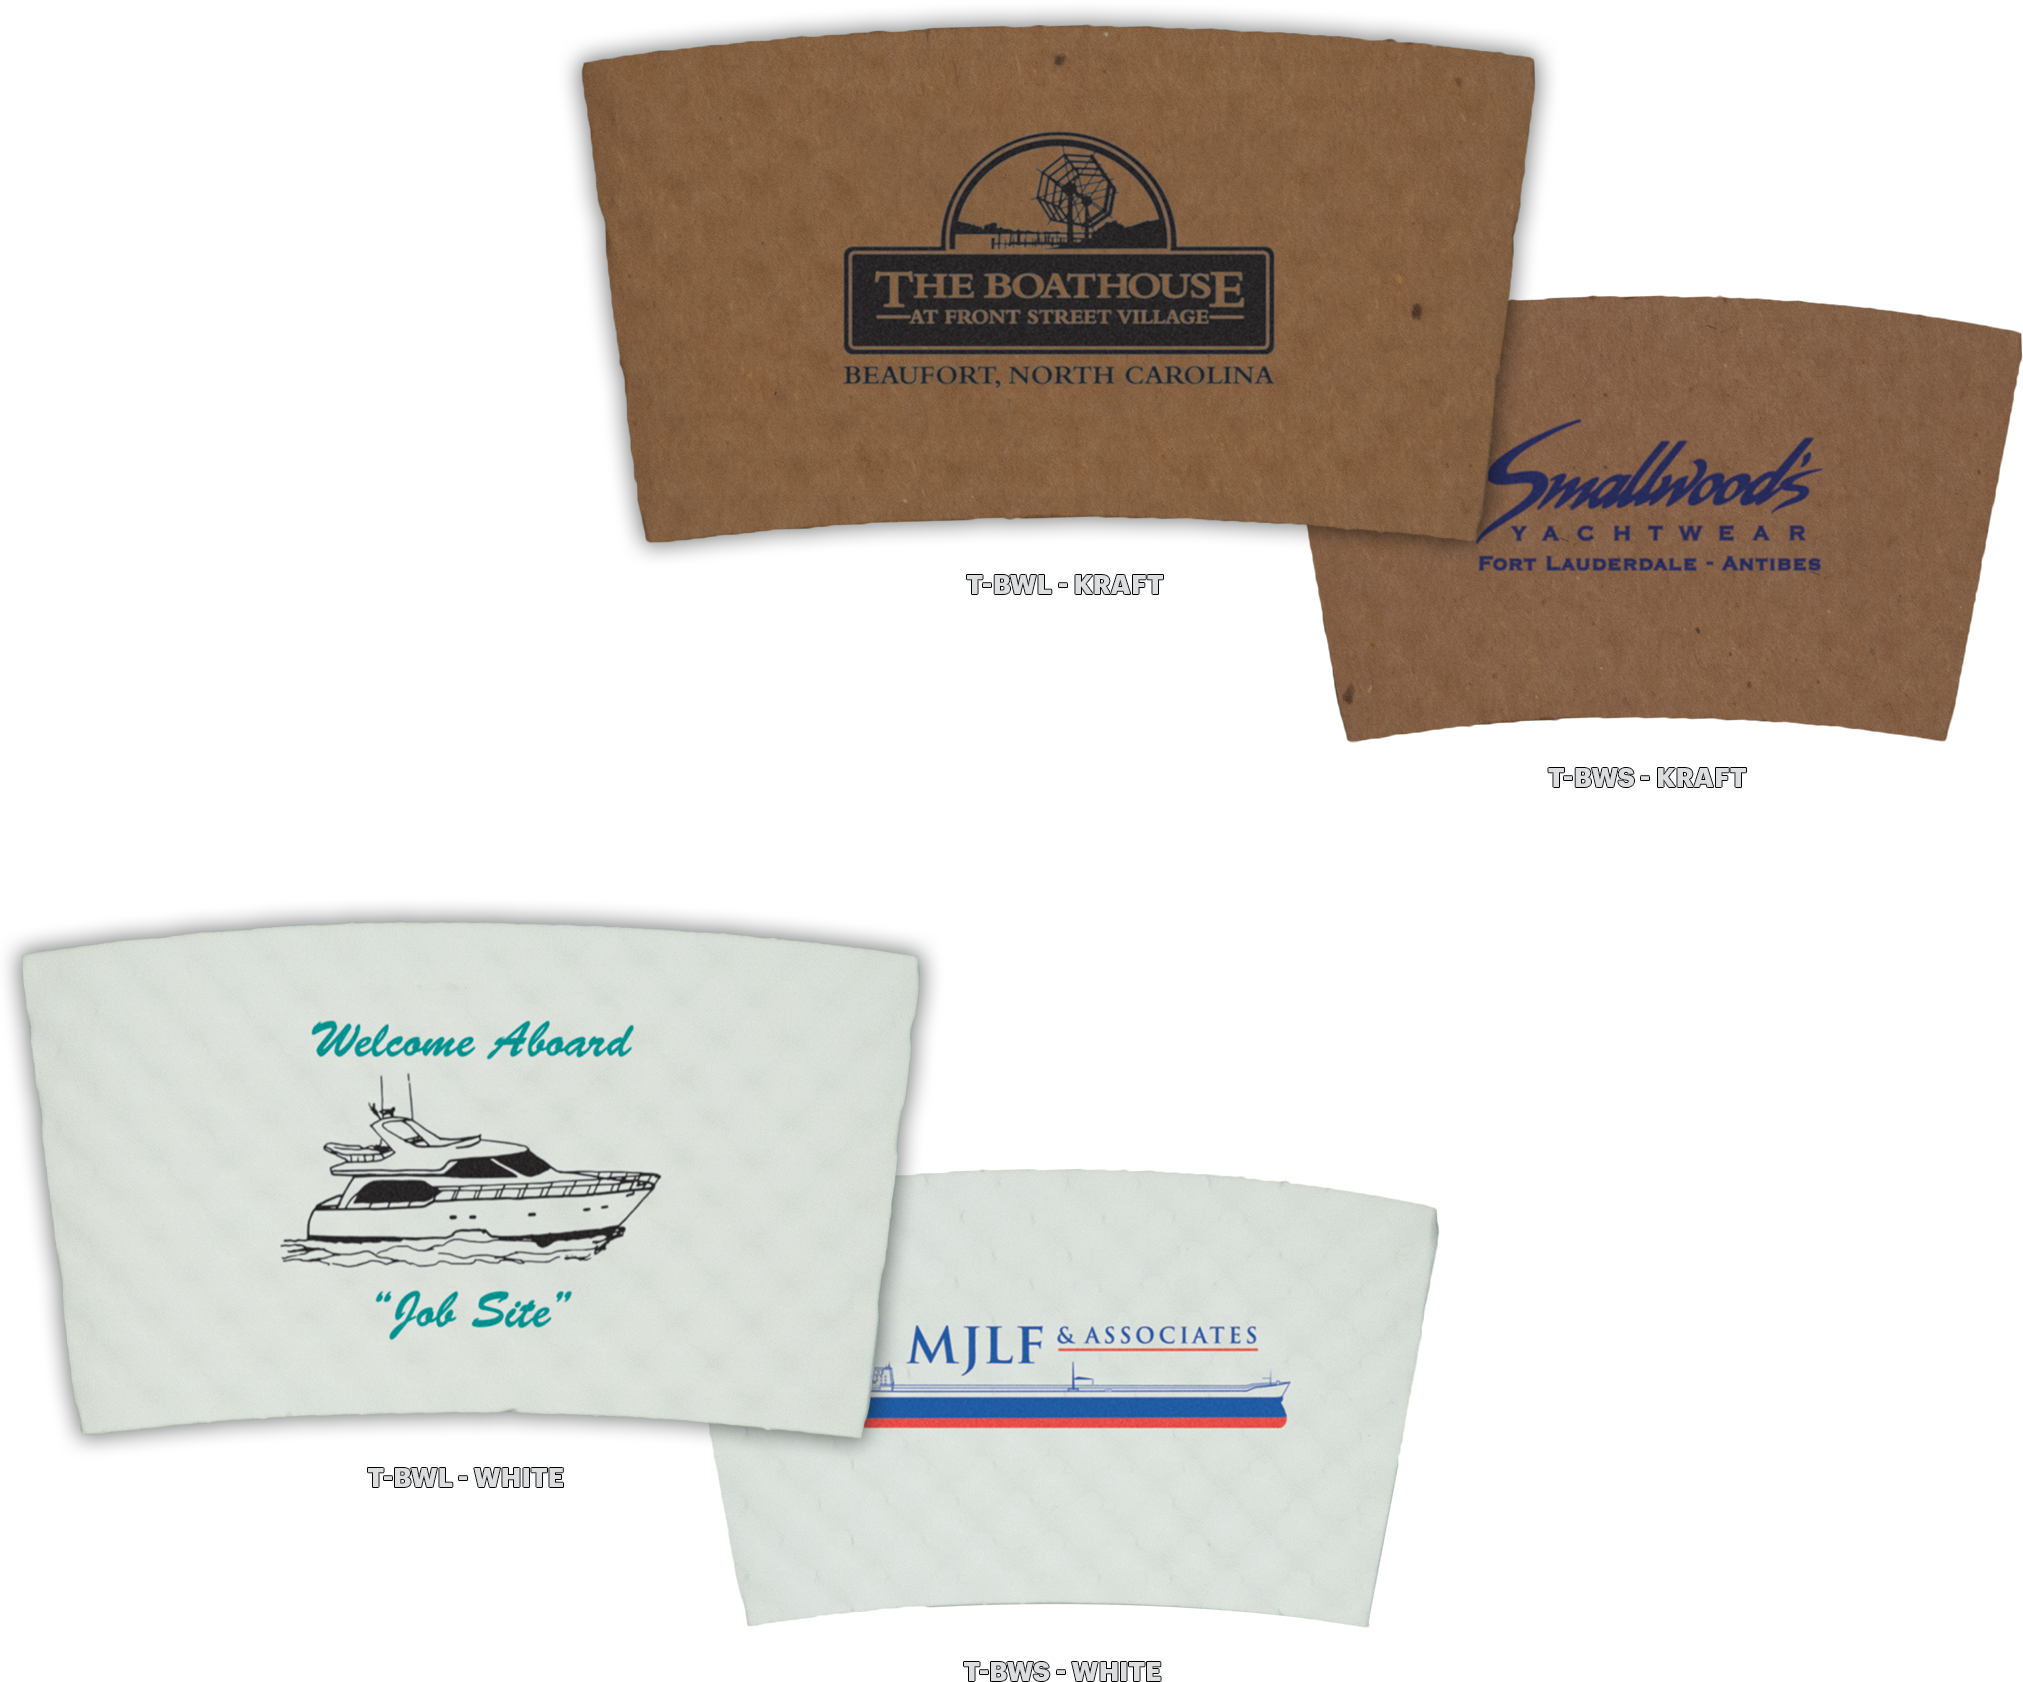 THE BOATHOUSE
AT FRONT STREET VILLAGE
BEAUFORT, NORTH CAROLINA
T-BWL - KRAFT
Smallwood's
YACHTWEAR
FORT LAUDERDALE - ANTIBES
T-BWS - KRAFT
Welcome Aboard
“Job Site”
T-BWL - WHITE
MJLF & ASSOCIATES
T-BWS - WHITE